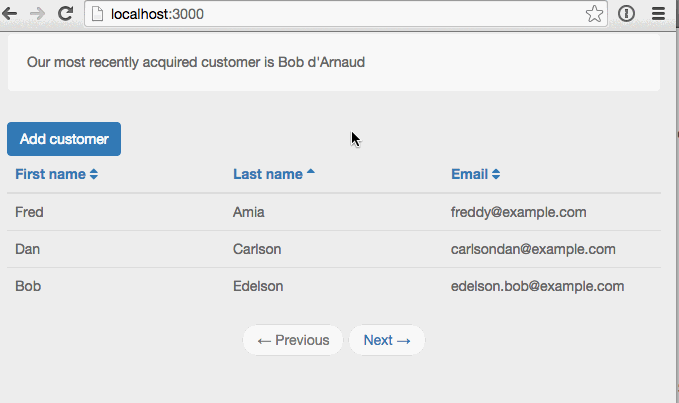 localhost:3000
Our most recently acquired customer is Bob d'Arnaud
Add customer
First name Last name Email
Fred Amia freddy@example.com
Dan Carlson carlsondan@example.com
Bob Edelson edelson.bob@example.com
← Previous Next →